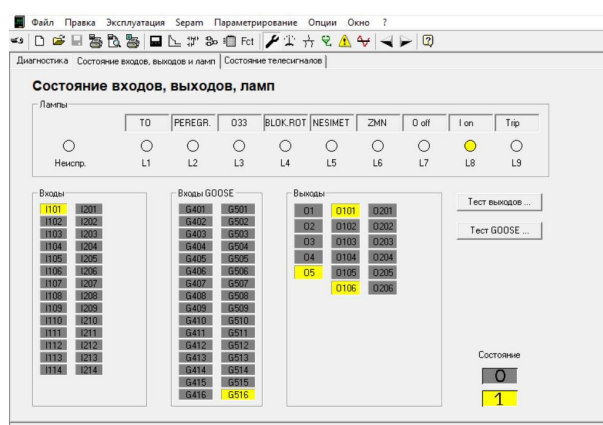 Файл Правка Эксплуатация Sepam Параметрирование Опции Окно ?
Fct
Диагностика Состояние входов, выходов и ламп Состояние телесигналов
Состояние входов, выходов, ламп
Лампы
TO PEREGR. O33 BLOK.ROT NESIMET ZMN O off I on Trip
Неиспр. L1 L2 L3 L4 L5 L6 L7 L8 L9
Входы Входы GOOSE Выходы
I101 I201 G401 G501 O1 O101 O201
I102 I202 G402 G502 O2 O102 O202
I103 I203 G403 G503 O3 O103 O203
I104 I204 G404 G504 O4 O104 O204
I105 I205 G405 G505 O5 O105 O205
I106 I206 G406 G506 O106 O206
I107 I207 G407 G507
I108 I208 G408 G508
I109 I209 G409 G509
I110 I210 G410 G510
I111 I211 G411 G511
I112 I212 G412 G512
I113 I213 G413 G513
I114 I214 G414 G514
G415 G515
G416 G516
Тест выходов ...
Тест GOOSE ...
Состояние
0
1